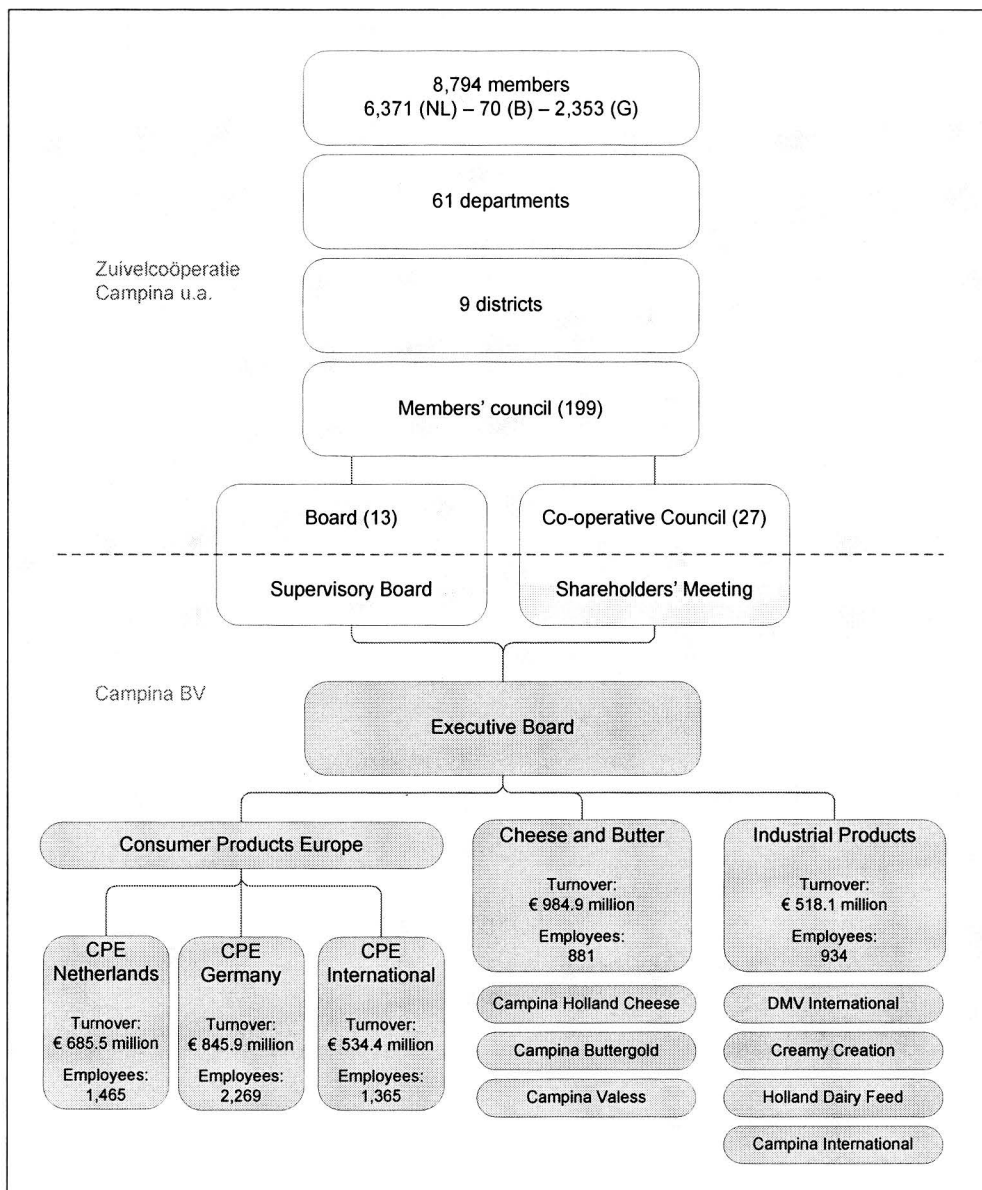 8,794 members
6,371 (NL) – 70 (B) – 2,353 (G)
61 departments
Zuivelcoöperatie
Campina u.a.
9 districts
Members' council (199)
Board (13)
Co-operative Council (27)
Supervisory Board
Shareholders' Meeting
Campina BV
Executive Board
Consumer Products Europe
CPE
Netherlands
Turnover:
€ 685.5 million
Employees:
1,465
CPE
Germany
Turnover:
€ 845.9 million
Employees:
2,269
CPE
International
Turnover:
€ 534.4 million
Employees:
1,365
Cheese and Butter
Turnover:
€ 984.9 million
Employees:
881
Campina Holland Cheese
Campina Buttergold
Campina Valess
Industrial Products
Turnover:
€ 518.1 million
Employees:
934
DMV International
Creamy Creation
Holland Dairy Feed
Campina International